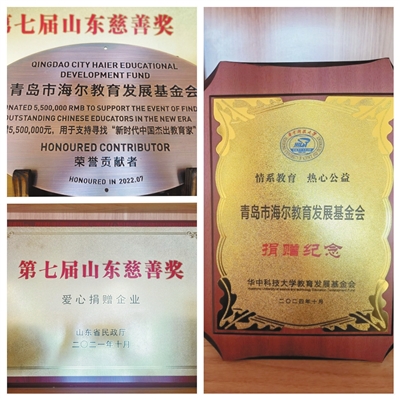 第七届山东慈善奖
QINGDAO CITY HAIER EDUCATIONAL
DEVELOPMENT FUND
青岛市海尔教育发展基金会
NATED 5,500,000 RMB TO SUPPORT THE EVENT OF FIND
OUTSTANDING CHINESE EDUCATORS IN THE NEW ERA
5,500,000元。用于支持寻找“新时代中国杰出教育家”
HONOURED CONTRIBUTOR
荣誉贡献者
HONOURED IN 2022.07
第七届山东慈善奖
爱心捐赠企业
山东省民政厅
二〇二一年十月
情系教育 热心公益
青岛市海尔教育发展基金会
捐赠纪念
华中科技大学教育发展基金会
二〇二四年十月